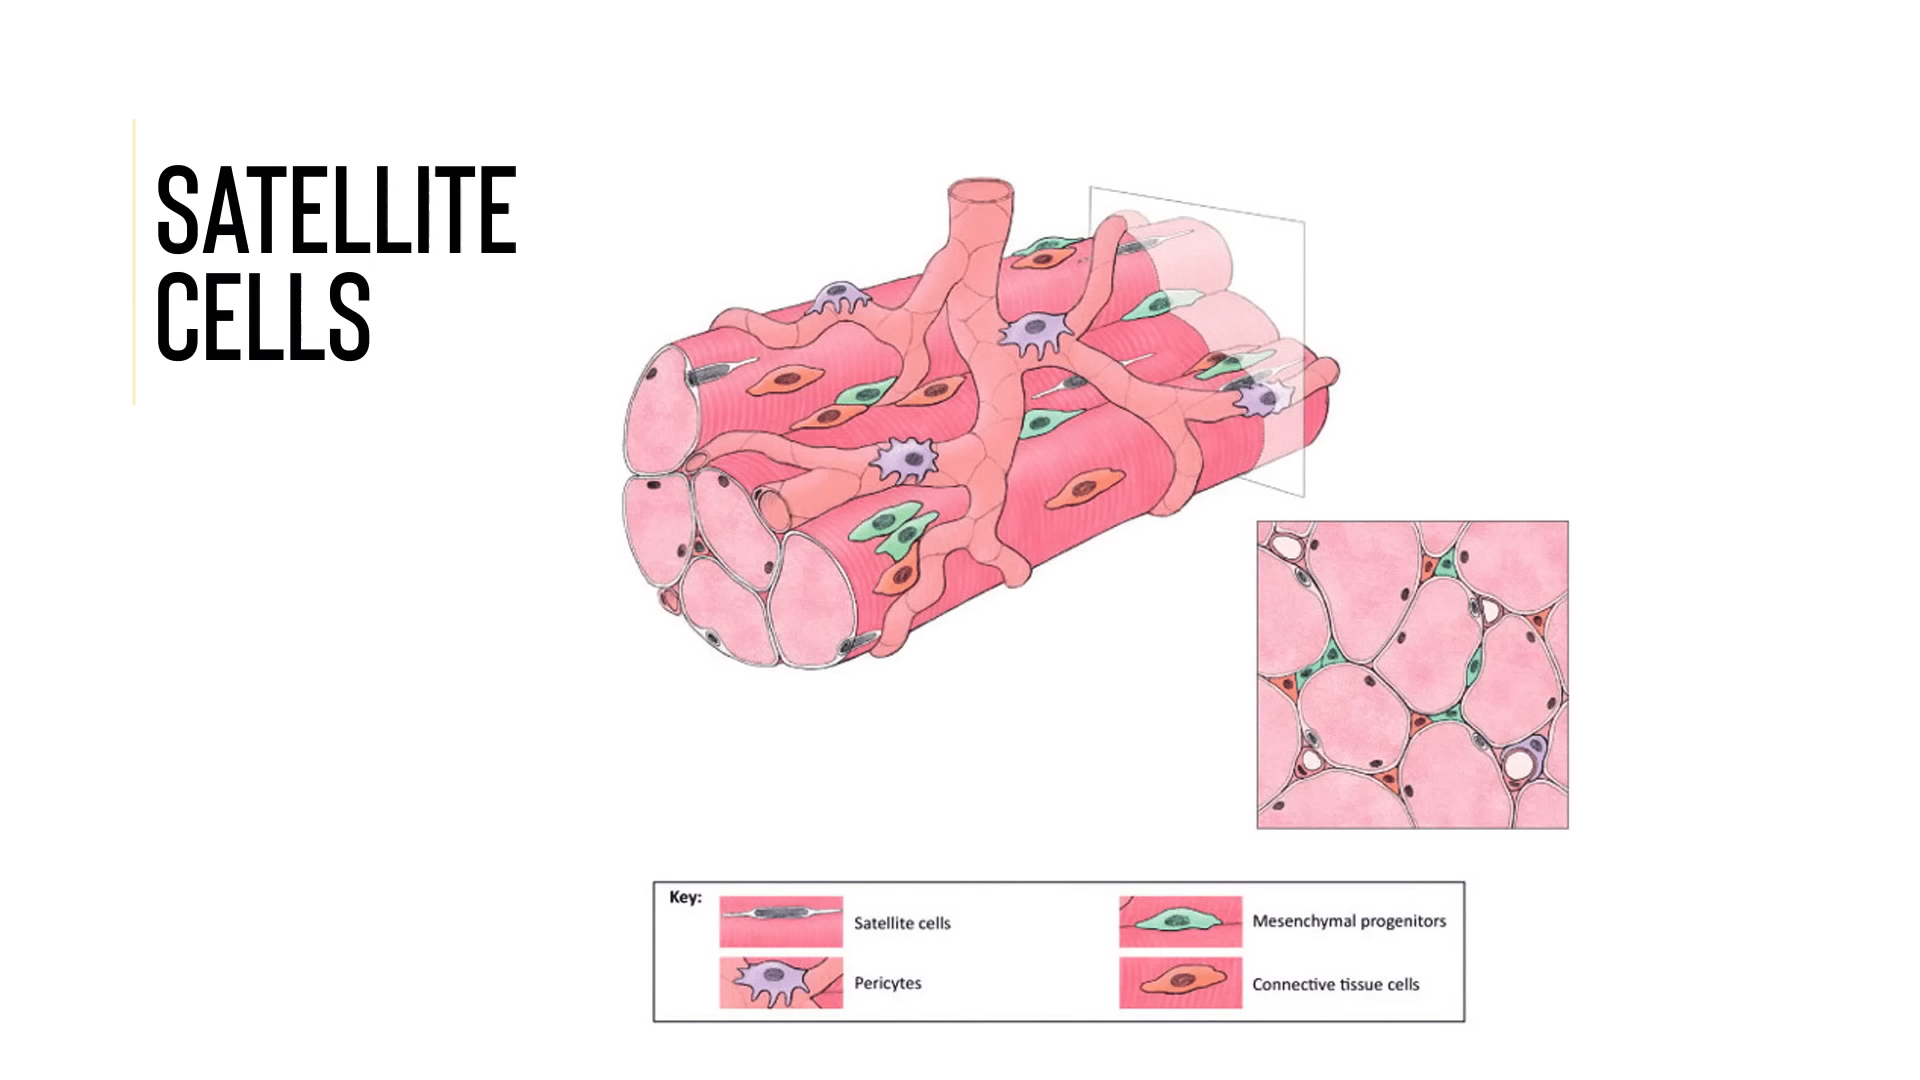 SATELLITE
CELLS
Key:
Satellite cells
Mesenchymal progenitors
Pericytes
Connective tissue cells